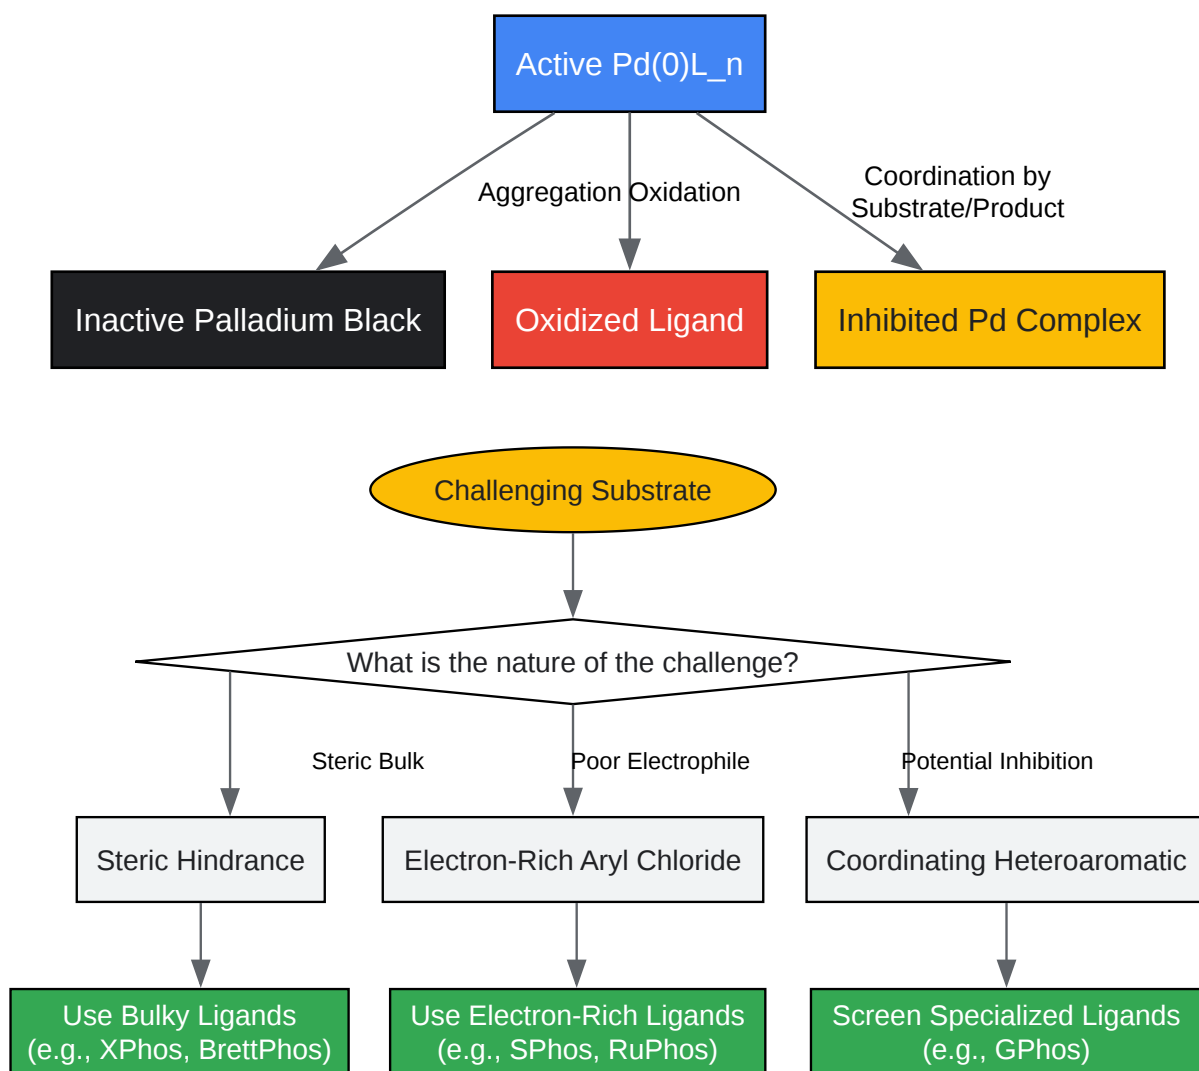 Active Pd(0)L_n
Aggregation
Oxidation
Coordination by
Substrate/Product
Inactive Palladium Black
Oxidized Ligand
Inhibited Pd Complex
Challenging Substrate
What is the nature of the challenge?
Steric Bulk
Poor Electrophile
Potential Inhibition
Steric Hindrance
Electron-Rich Aryl Chloride
Coordinating Heteroaromatic
Use Bulky Ligands
(e.g., XPhos, BrettPhos)
Use Electron-Rich Ligands
(e.g., SPhos, RuPhos)
Screen Specialized Ligands
(e.g., GPhos)